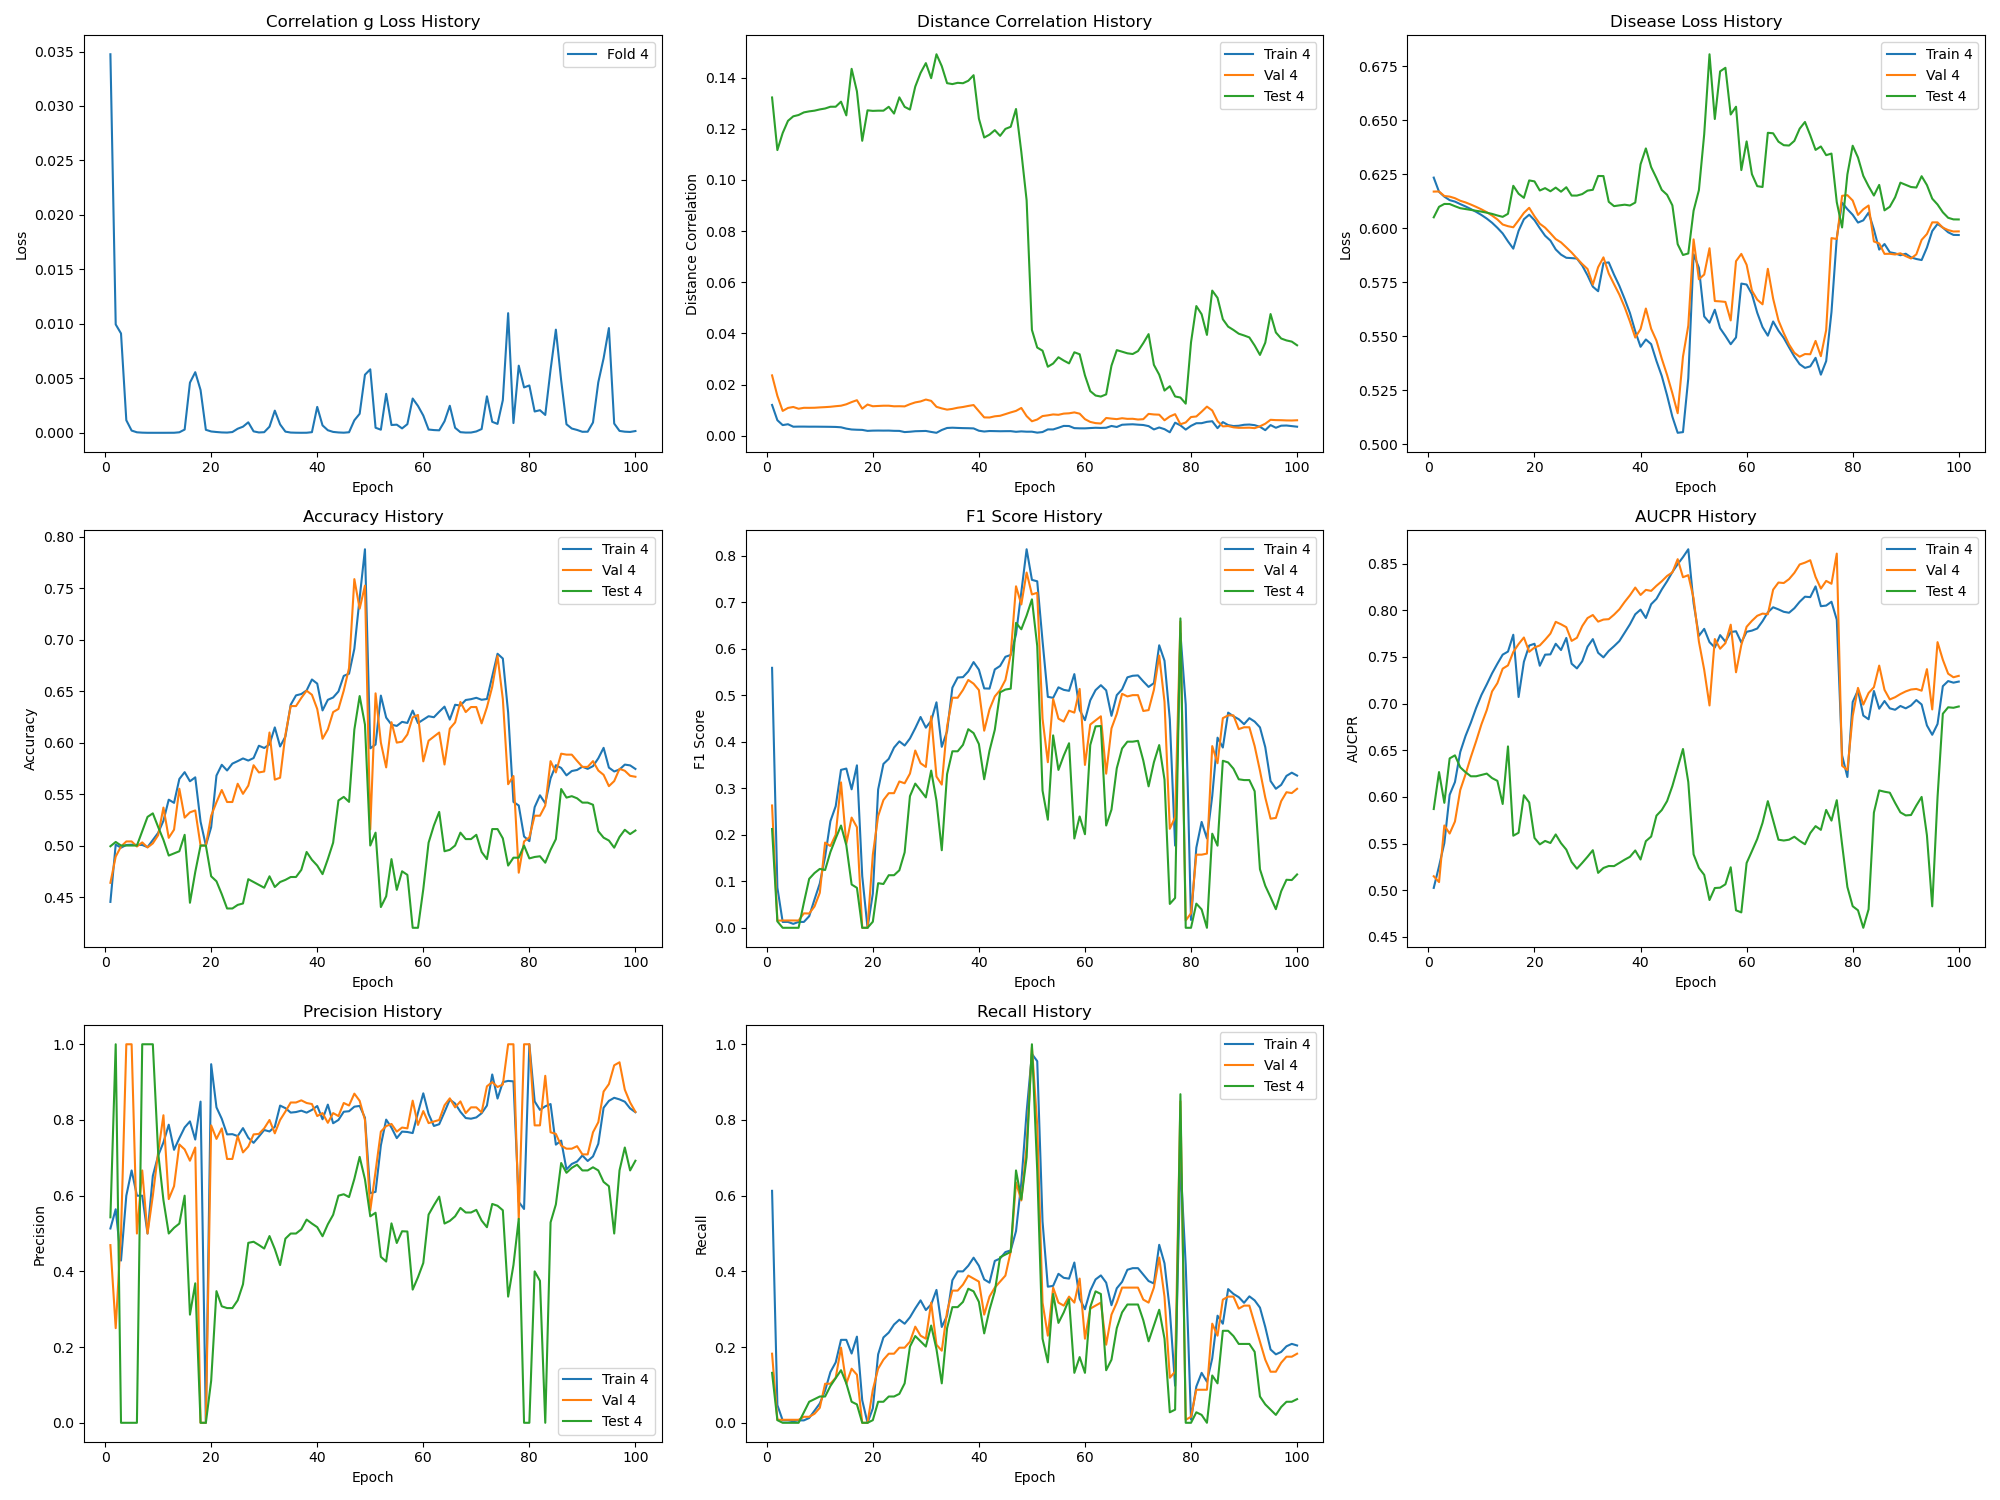 Correlation g Loss History
Fold 4
0.035
0.030
0.025
0.020
0.015
0.010
0.005
0.000
Loss
0 20 40 60 80 100
Epoch
Distance Correlation History
Train 4
Val 4
Test 4
0.14
0.12
0.10
0.08
0.06
0.04
0.02
0.00
Distance Correlation
0 20 40 60 80 100
Epoch
Disease Loss History
Train 4
Val 4
Test 4
0.675
0.650
0.625
0.600
0.575
0.550
0.525
0.500
Loss
0 20 40 60 80 100
Epoch
Accuracy History
Train 4
Val 4
Test 4
0.80
0.75
0.70
0.65
0.60
0.55
0.50
0.45
Accuracy
0 20 40 60 80 100
Epoch
F1 Score History
Train 4
Val 4
Test 4
0.8
0.7
0.6
0.5
0.4
0.3
0.2
0.1
0.0
F1 Score
0 20 40 60 80 100
Epoch
AUCPR History
Train 4
Val 4
Test 4
0.85
0.80
0.75
0.70
0.65
0.60
0.55
0.50
0.45
AUCPR
0 20 40 60 80 100
Epoch
Precision History
1.0
0.8
0.6
0.4
0.2
0.0
Precision
Train 4
Val 4
Test 4
0 20 40 60 80 100
Epoch
Recall History
Train 4
Val 4
Test 4
1.0
0.8
0.6
0.4
0.2
0.0
Recall
0 20 40 60 80 100
Epoch